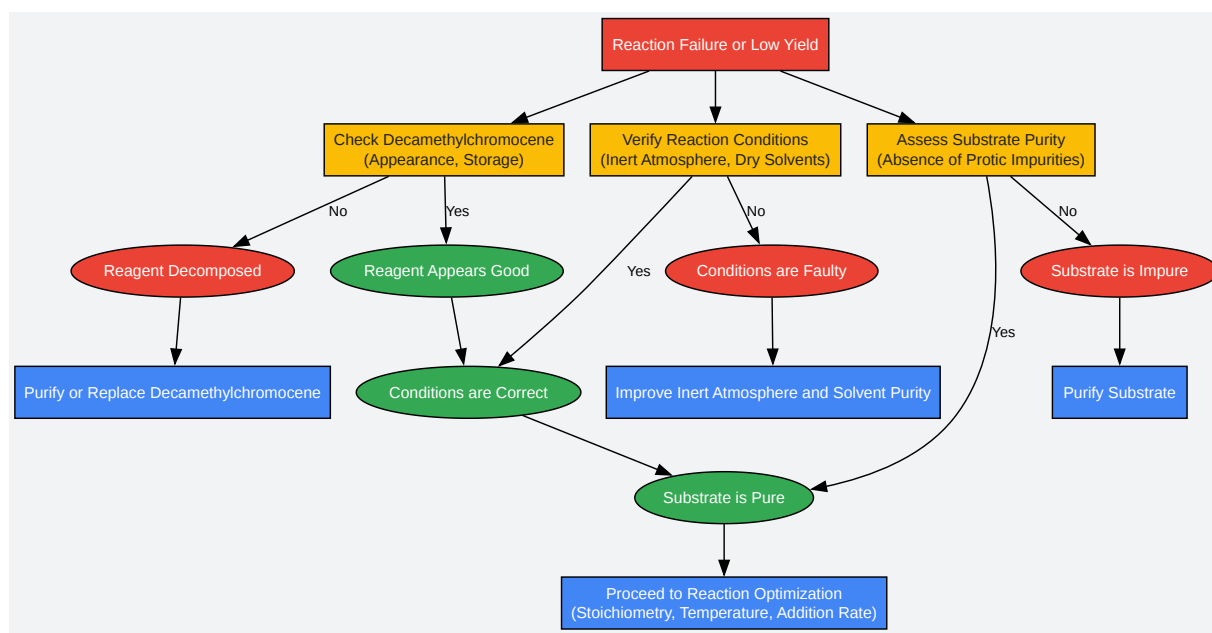 Reaction Failure or Low Yield
Check Decamethylchromocene
(Appearance, Storage)
Verify Reaction Conditions
(Inert Atmosphere, Dry Solvents)
Assess Substrate Purity
(Absence of Protic Impurities)
No
Yes
No
No
Reagent Decomposed
Reagent Appears Good
Yes
Conditions are Faulty
Substrate is Impure
Yes
Purify or Replace Decamethylchromocene
Conditions are Correct
Improve Inert Atmosphere and Solvent Purity
Purify Substrate
Substrate is Pure
Proceed to Reaction Optimization
(Stoichiometry, Temperature, Addition Rate)